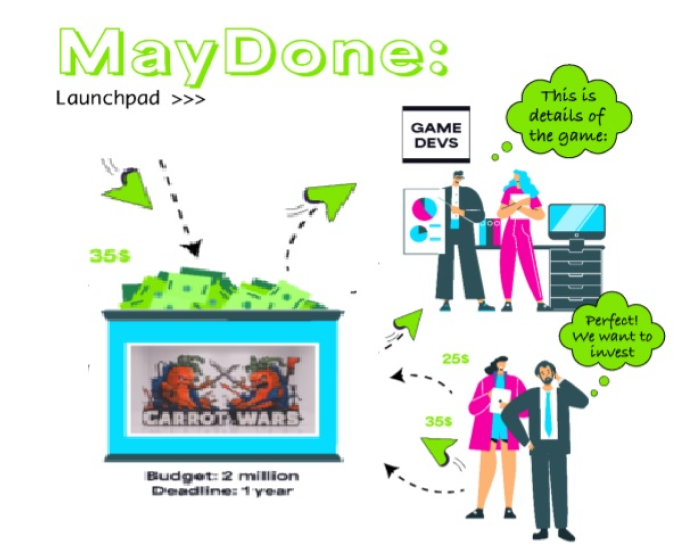 MayDone:
Launchpad >>>
GAME
DEVS
This is
details of
the game:
35$
Perfect!
We want to
invest
25$
35$
CARROT WARS
Budget: 2 million
Deadline: 1 year